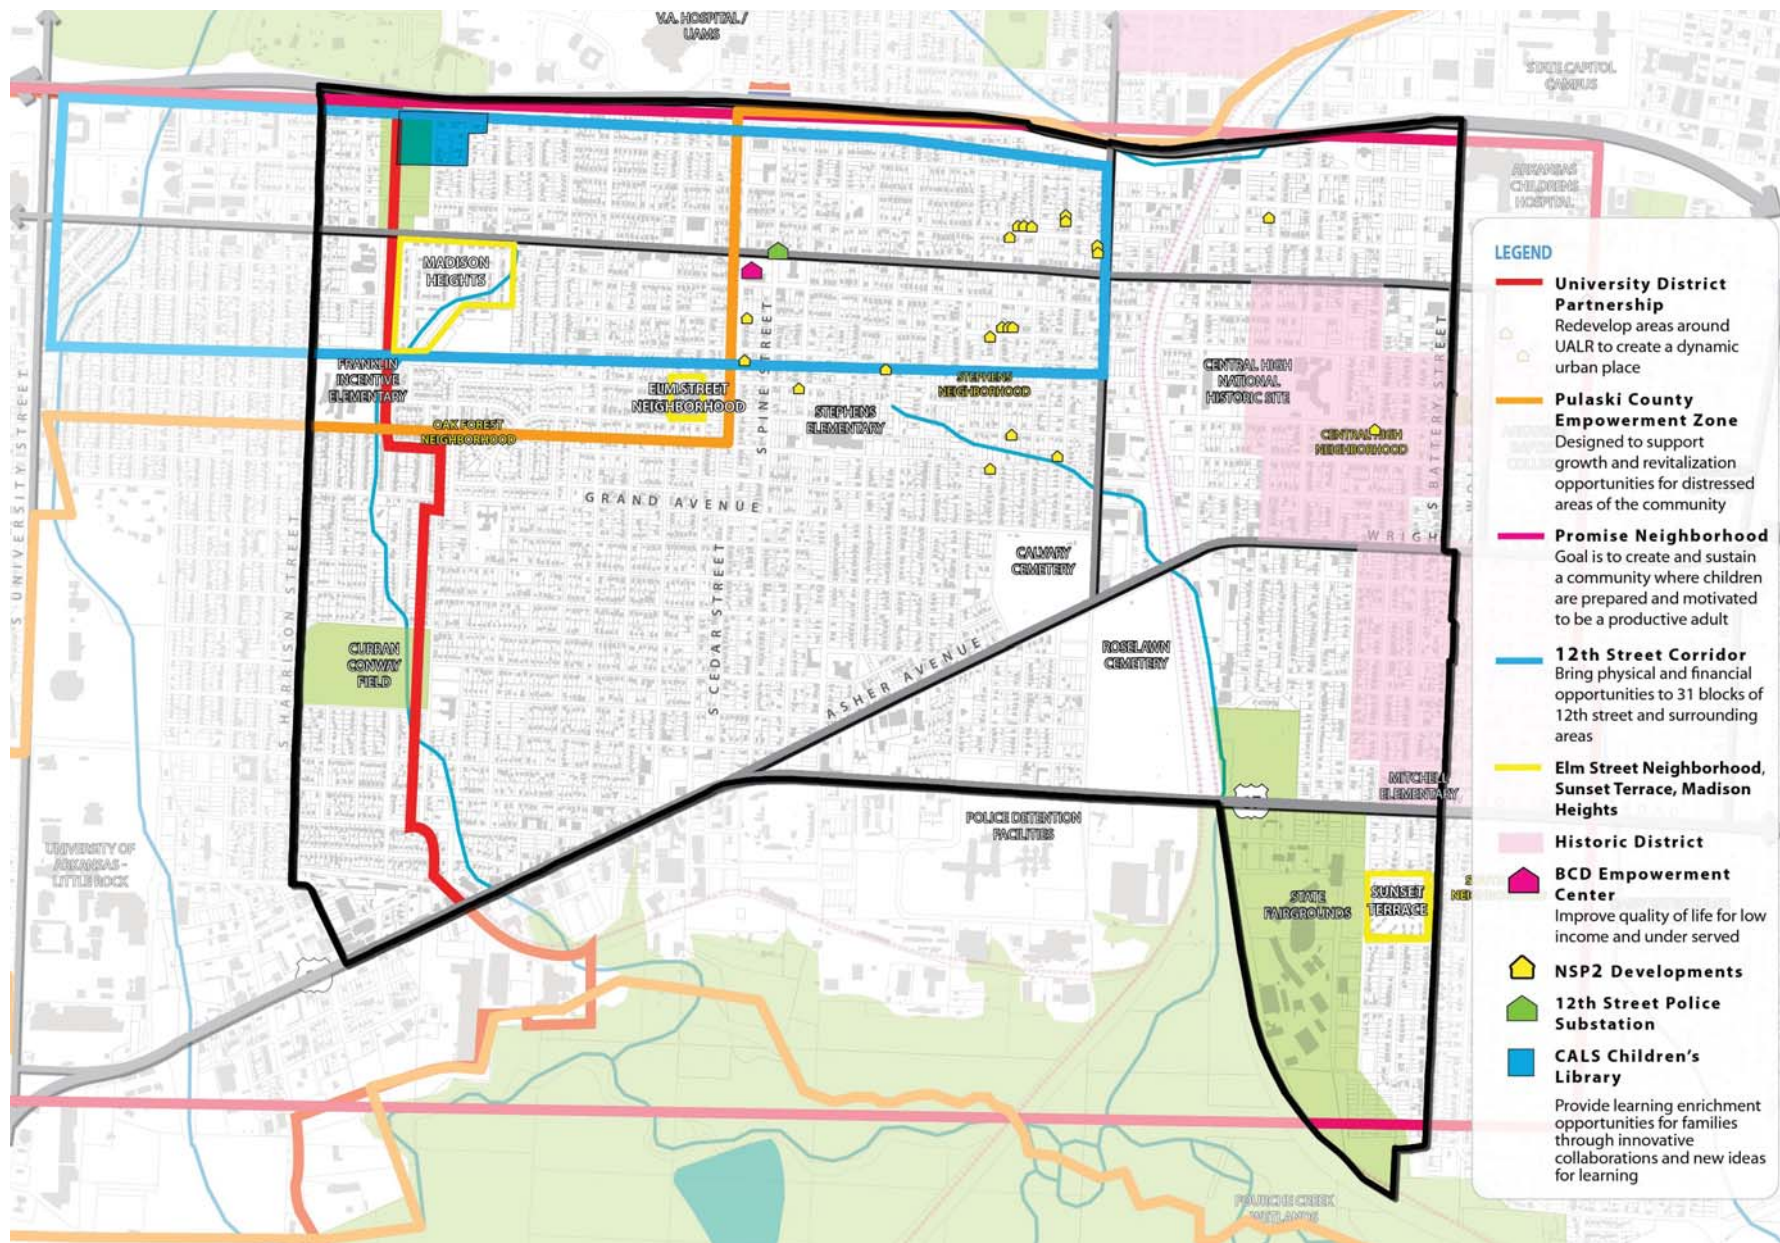 V.A. HOSPITAL /
UAMS
STATE CAPITOL
CAMPUS
ARKANSAS
CHILDRENS
HOSPITAL
MADISON
HEIGHTS
FRANKLIN
INCENTIVE
ELEMENTARY
ELM STREET
NEIGHBORHOOD
OAK FOREST
NEIGHBORHOOD
S PINE STREET
STEPHENS
ELEMENTARY
STEPHENS
NEIGHBORHOOD
CENTRAL HIGH
NATIONAL
HISTORIC SITE
CENTRAL HIGH
NEIGHBORHOOD
S BATTERY STREET
S UNIVERSITY STREET
S HARRISON STREET
GRAND AVENUE
S CEDAR STREET
ASHER AVENUE
CALVARY
CEMETERY
ROSELAWN
CEMETERY
CURRAN
CONWAY
FIELD
MITCHELL
ELEMENTARY
POLICE DETENTION
FACILITIES
UNIVERSITY OF
ARKANSAS -
LITTLE ROCK
STATE
FAIRGROUNDS
SUNSET
TERRACE
FOURCHE CREEK
WETLANDS
LEGEND
University District
Partnership
Redevelop areas around
UALR to create a dynamic
urban place
Pulaski County
Empowerment Zone
Designed to support
growth and revitalization
opportunities for distressed
areas of the community
Promise Neighborhood
Goal is to create and sustain
a community where children
are prepared and motivated
to be a productive adult
12th Street Corridor
Bring physical and financial
opportunities to 31 blocks of
12th street and surrounding
areas
Elm Street Neighborhood,
Sunset Terrace, Madison
Heights
Historic District
BCD Empowerment
Center
Improve quality of life for low
income and under served
NSP2 Developments
12th Street Police
Substation
CALS Children's
Library
Provide learning enrichment
opportunities for families
through innovative
collaborations and new ideas
for learning